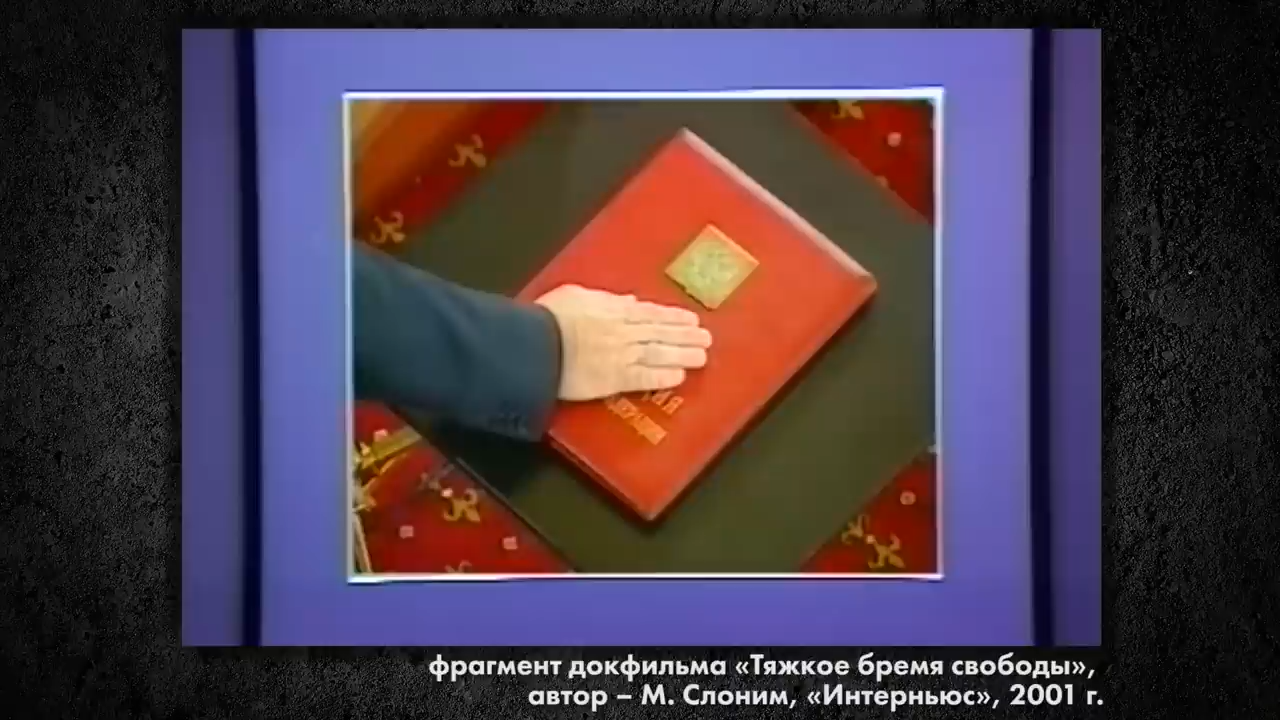 фрагмент докфильма «Тяжкое бремя свободы»,
автор – М. Слоним, «Интерньюс», 2001 г.